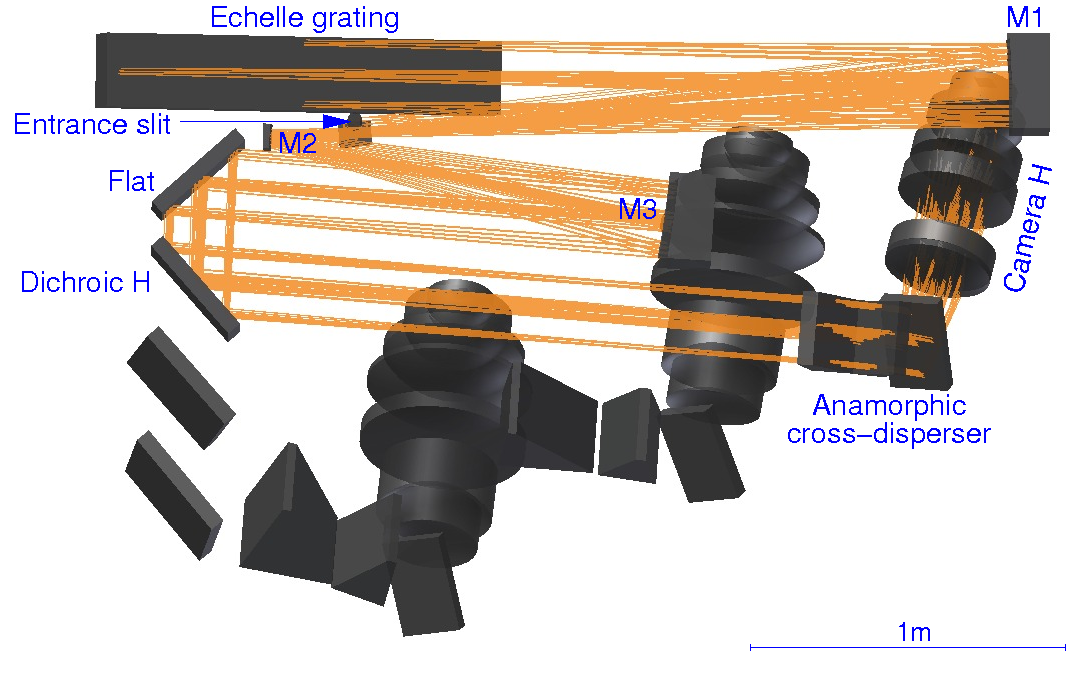 Echelle grating
M1
Entrance slit
M2
Flat
M3
Camera H
Dichroic H
Anamorphic
cross−disperser
1m